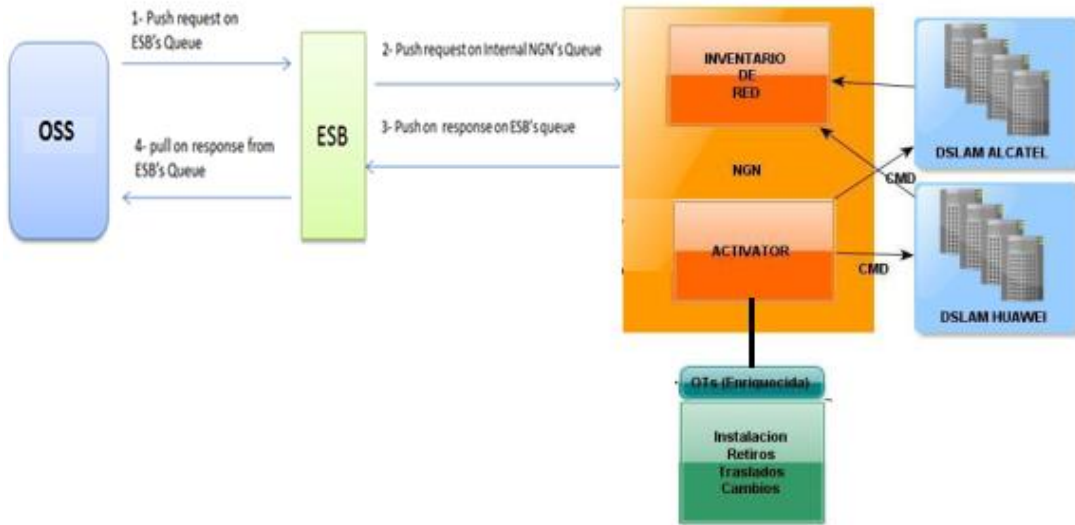 1- Push request on
ESB's Queue
OSS
4- pull on response from
ESB's Queue
ESB
2- Push request on Internal NGN's Queue
3- Push on response on ESB's queue
INVENTARIO
DE
RED
NGN
ACTIVATOR
DSLAM ALCATEL
CMD
CMD
DSLAM HUAWEI
OTs (Enriquecida)
Instalacion
Retiros
Traslados
Cambios